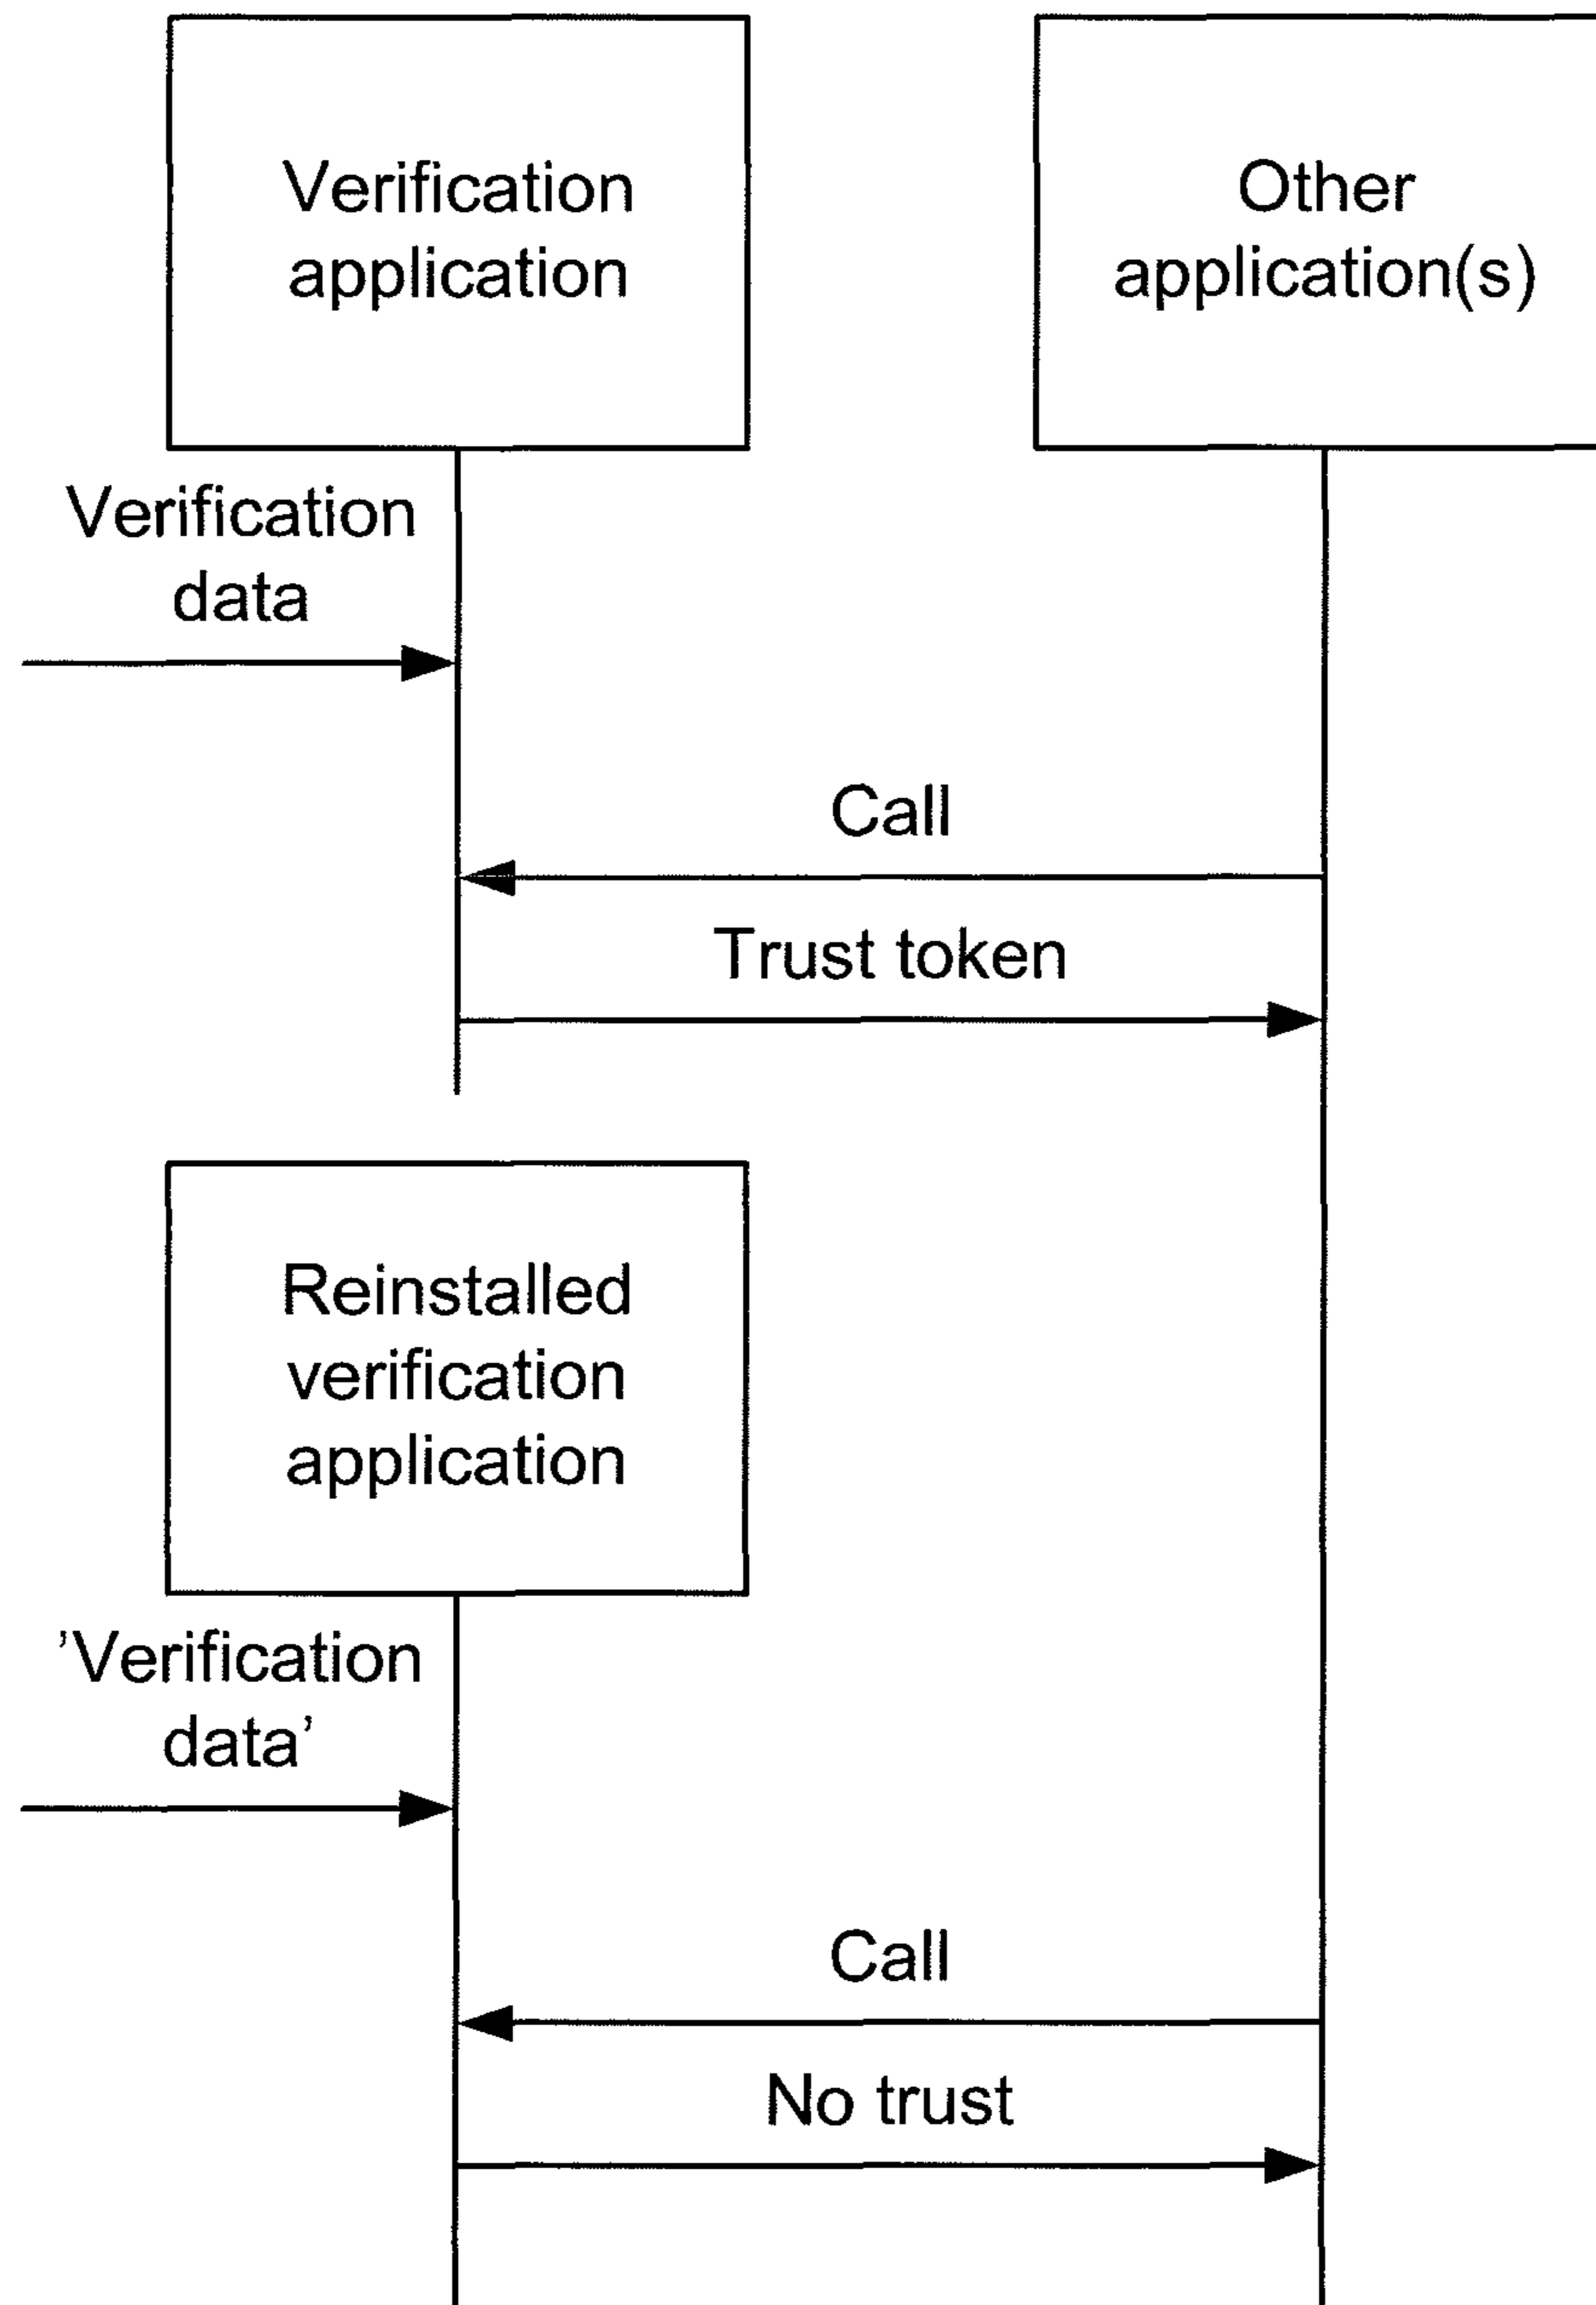 Verification
application
Other
application(s)
Verification
data
Call
Trust token
Reinstalled
verification
application
’Verification
data’
Call
No trust